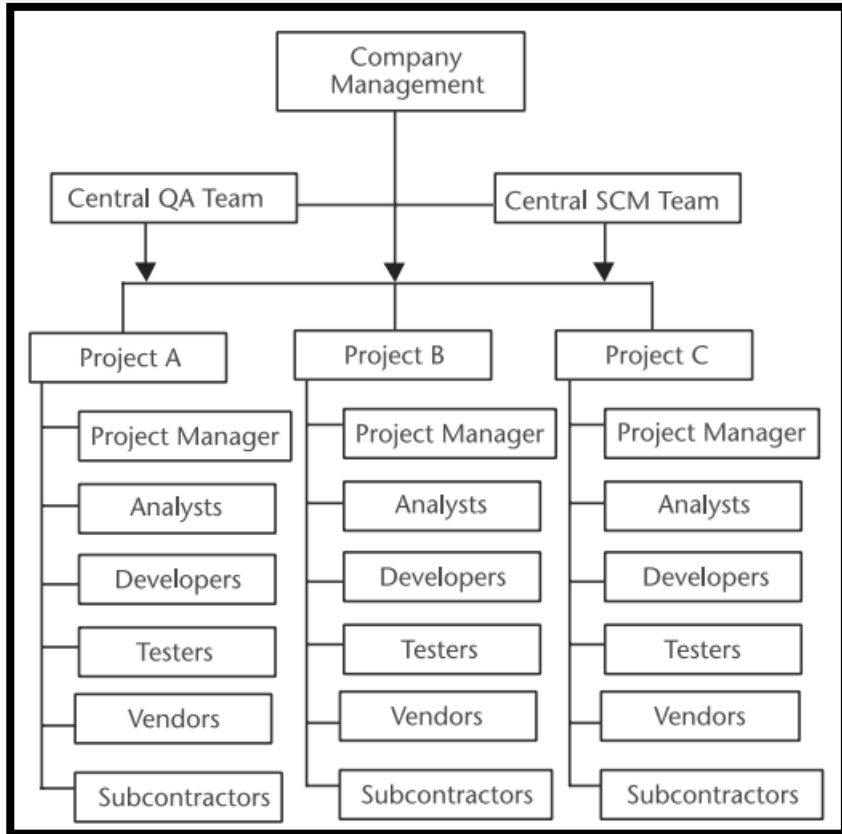 Company
Management
Central QA Team
Central SCM Team
Project A
Project B
Project C
Project Manager
Analysts
Developers
Testers
Vendors
Subcontractors
Project Manager
Analysts
Developers
Testers
Vendors
Subcontractors
Project Manager
Analysts
Developers
Testers
Vendors
Subcontractors